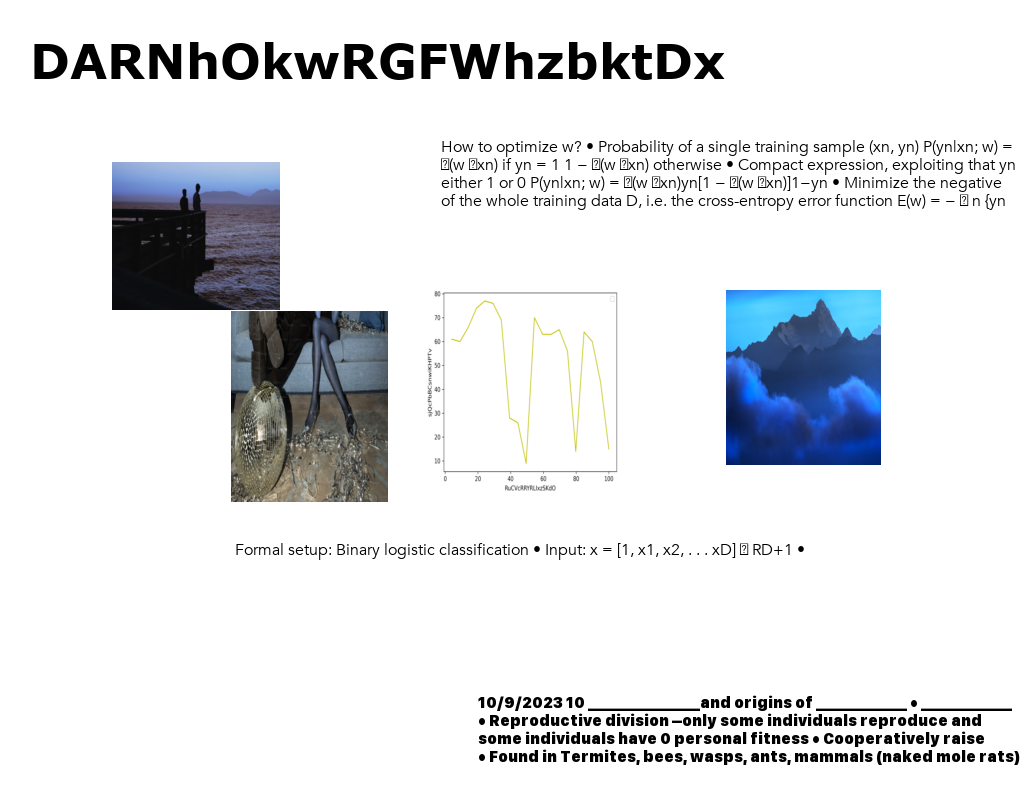 DARNhOkwRGFWhzbktDx
How to optimize w? • Probability of a single training sample (xn, yn) P(yn|xn; w) =
(w xn) if yn = 1 1 − (w xn) otherwise • Compact expression, exploiting that yn
either 1 or 0 P(yn|xn; w) = (w xn)yn[1 − (w xn)]1−yn • Minimize the negative
of the whole training data D, i.e. the cross-entropy error function E(w) = − n {yn
80
70
60
50
40
30
20
10
0 20 40 60 80 100
Formal setup: Binary logistic classification • Input: x = [1, x1, x2, . . . xD] RD+1 •
10/9/2023 10 ______________and origins of ___________ • ___________
• Reproductive division –only some individuals reproduce and
some individuals have 0 personal fitness • Cooperatively raise
• Found in Termites, bees, wasps, ants, mammals (naked mole rats)